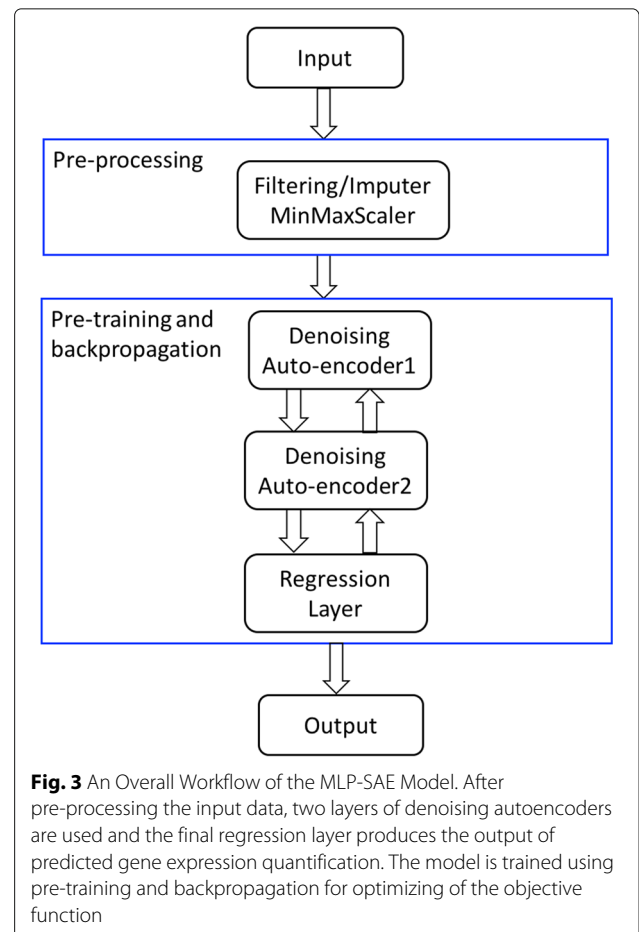 Input
Pre-processing
Filtering/Imputer
MinMaxScaler
Pre-training and
backpropagation
Denoising
Auto-encoder1
Denoising
Auto-encoder2
Regression
Layer
Output
Fig. 3 An Overall Workflow of the MLP-SAE Model. After
pre-processing the input data, two layers of denoising autoencoders
are used and the final regression layer produces the output of
predicted gene expression quantification. The model is trained using
pre-training and backpropagation for optimizing of the objective
function